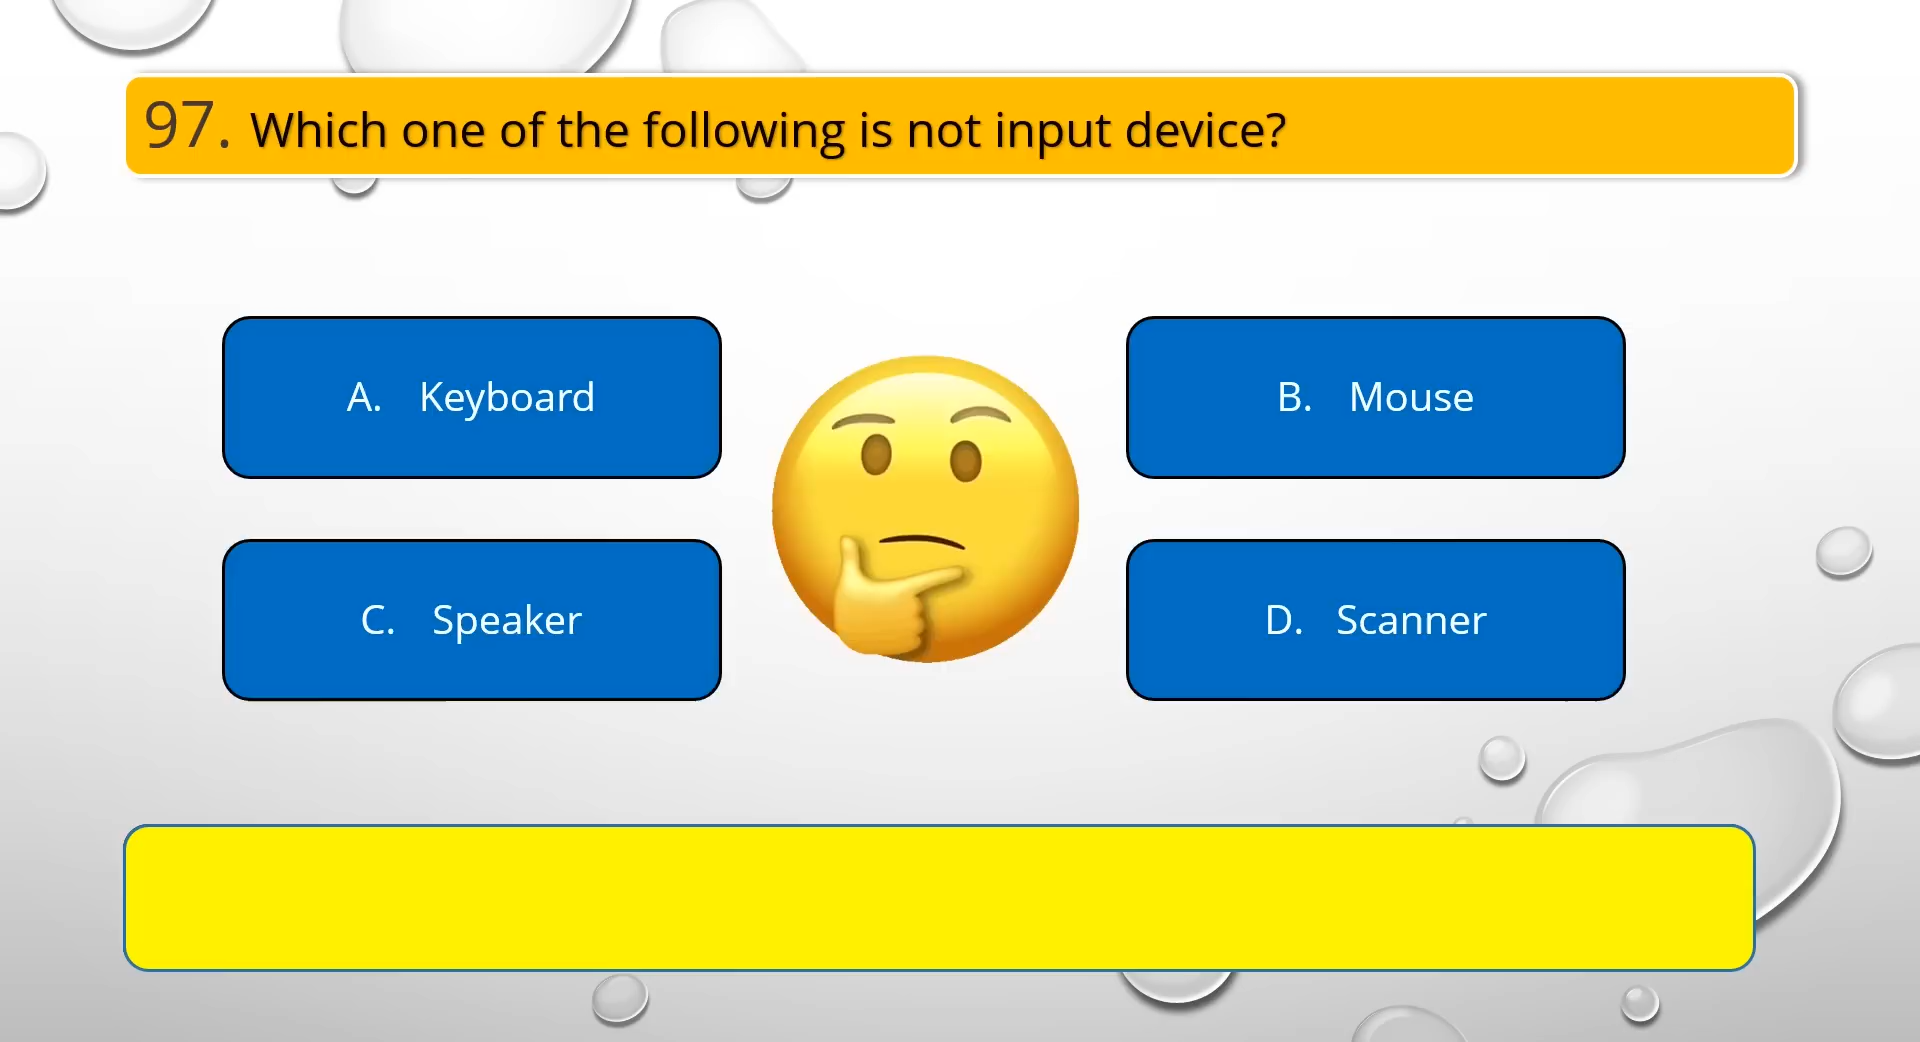 97. Which one of the following is not input device?
A. Keyboard
B. Mouse
C. Speaker
D. Scanner